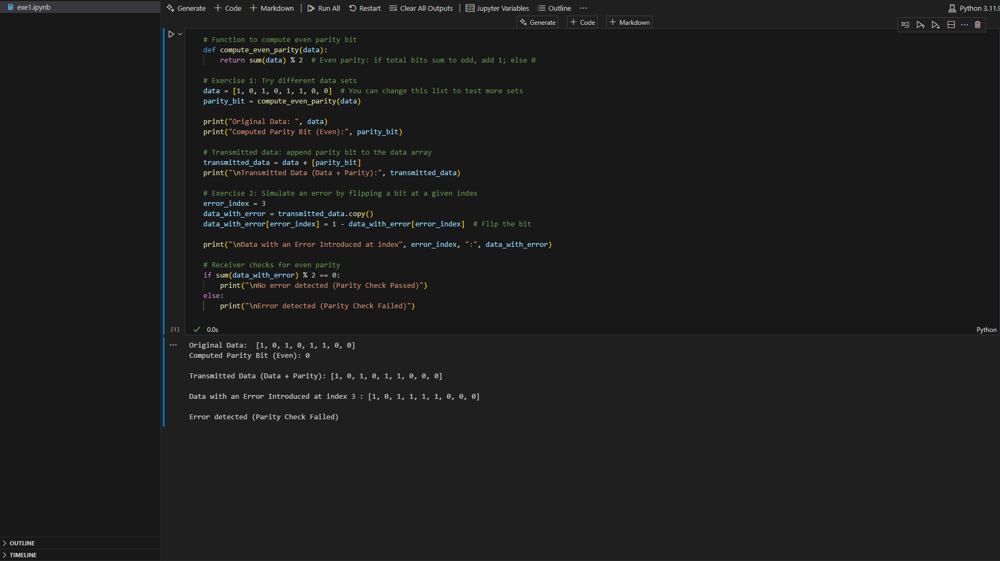 exe1.ipynb
Generate + Code + Markdown Run All Restart Clear All Outputs Jupyter Variables Outline ... Python 3.11.9
Generate + Code + Markdown
# Function to compute even parity bit
def compute_even_parity(data):
    return sum(data) % 2  # Even parity: if total bits sum to odd, add 1; else 0
# Exercise 1: Try different data sets
data = [1, 0, 1, 0, 1, 1, 0, 0]  # You can change this list to test more sets
parity_bit = compute_even_parity(data)
print("Original Data: ", data)
print("Computed Parity Bit (Even):", parity_bit)
# Transmitted data: append parity bit to the data array
transmitted_data = data + [parity_bit]
print("\nTransmitted Data (Data + Parity):", transmitted_data)
# Exercise 2: Simulate an error by flipping a bit at a given index
error_index = 3
data_with_error = transmitted_data.copy()
data_with_error[error_index] = 1 - data_with_error[error_index]  # Flip the bit
print("\nData with an Error Introduced at index", error_index, ":", data_with_error)
# Receiver checks for even parity
if sum(data_with_error) % 2 == 0:
    print("\nNo error detected (Parity Check Passed)")
else:
    print("\nError detected (Parity Check Failed)")
[1] 0.0s Python
Original Data:  [1, 0, 1, 0, 1, 1, 0, 0]
Computed Parity Bit (Even): 0
Transmitted Data (Data + Parity): [1, 0, 1, 0, 1, 1, 0, 0, 0]
Data with an Error Introduced at index 3 : [1, 0, 1, 1, 1, 1, 0, 0, 0]
Error detected (Parity Check Failed)
OUTLINE
TIMELINE